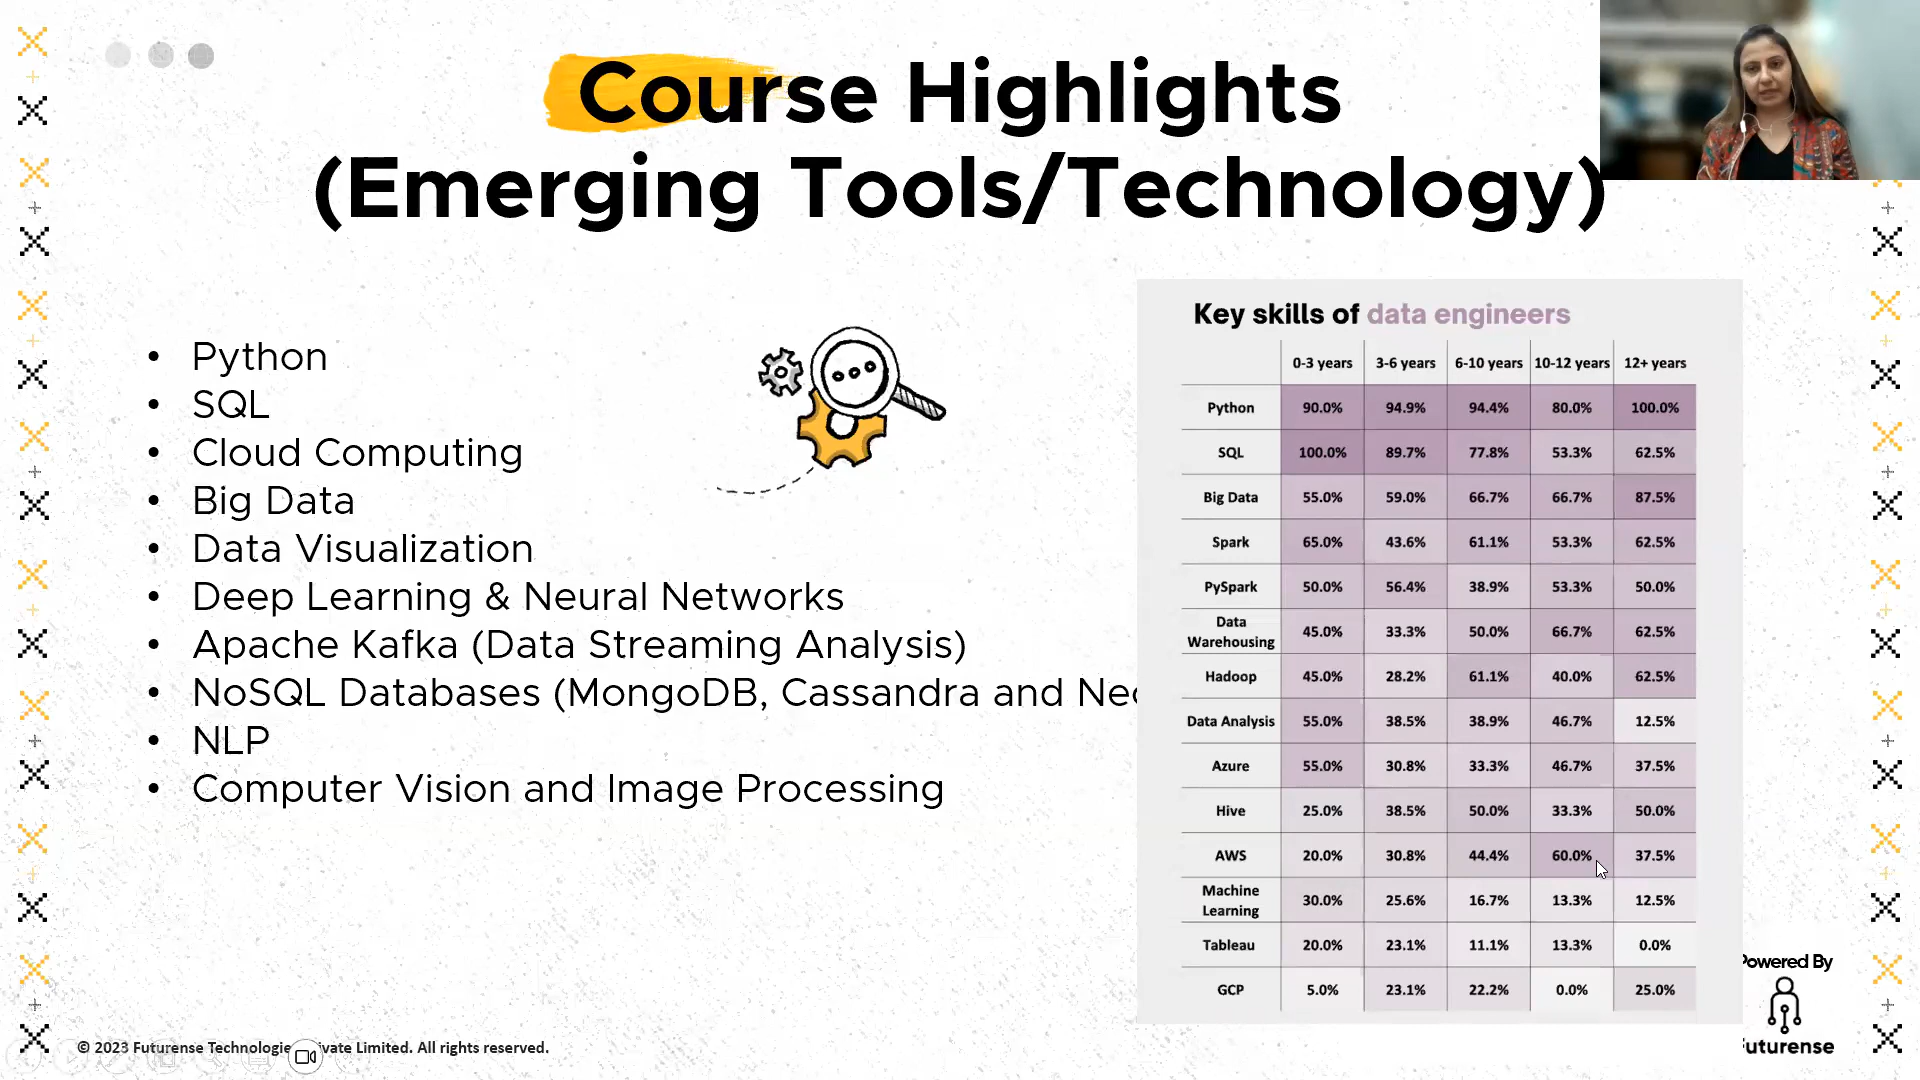 Course Highlights
(Emerging Tools/Technology)
• Python
• SQL
• Cloud Computing
• Big Data
• Data Visualization
• Deep Learning & Neural Networks
• Apache Kafka (Data Streaming Analysis)
• NoSQL Databases (MongoDB, Cassandra and
• NLP
• Computer Vision and Image Processing
Key skills of data engineers
0-3 years 3-6 years 6-10 years 10-12 years 12+ years
Python 90.0% 94.9% 94.4% 80.0% 100.0%
SQL 100.0% 89.7% 77.8% 53.3% 62.5%
Big Data 55.0% 59.0% 66.7% 66.7% 87.5%
Spark 65.0% 43.6% 61.1% 53.3% 62.5%
PySpark 50.0% 56.4% 38.9% 53.3% 50.0%
Data
Warehousing 45.0% 33.3% 50.0% 66.7% 62.5%
Hadoop 45.0% 28.2% 61.1% 40.0% 62.5%
Data Analysis 55.0% 38.5% 38.9% 46.7% 12.5%
Azure 55.0% 30.8% 33.3% 46.7% 37.5%
Hive 25.0% 38.5% 50.0% 33.3% 50.0%
AWS 20.0% 30.8% 44.4% 60.0% 37.5%
Machine
Learning 30.0% 25.6% 16.7% 13.3% 12.5%
Tableau 20.0% 23.1% 11.1% 13.3% 0.0%
GCP 5.0% 23.1% 22.2% 0.0% 25.0%
Powered By
© 2023 Futurense Limited. All rights reserved.